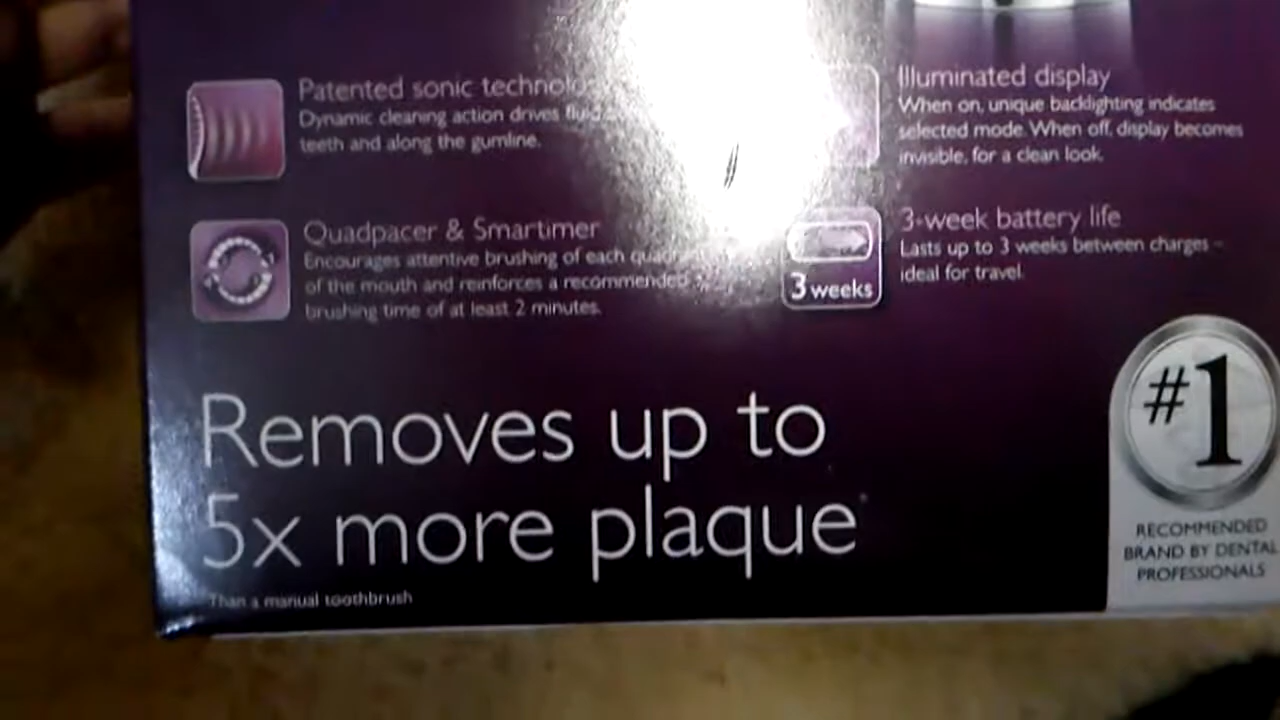 Patented sonic
Dynamic cleaning action drives
teeth and along the gumline.
Quadpacer & Smartimer
Encourages attentive brushing of each
of the mouth and reinforces a recommended
brushing time of at least 2 minutes.
Illuminated display
When on, unique backlighting indicates
selected mode. When off, display becomes
invisible, for a clean look.
3 weeks
3-week battery life
Lasts up to 3 weeks between charges –
ideal for travel.
Removes up to
5x more plaque*
Than a manual toothbrush
#1
RECOMMENDED
BRAND BY DENTAL
PROFESSIONALS